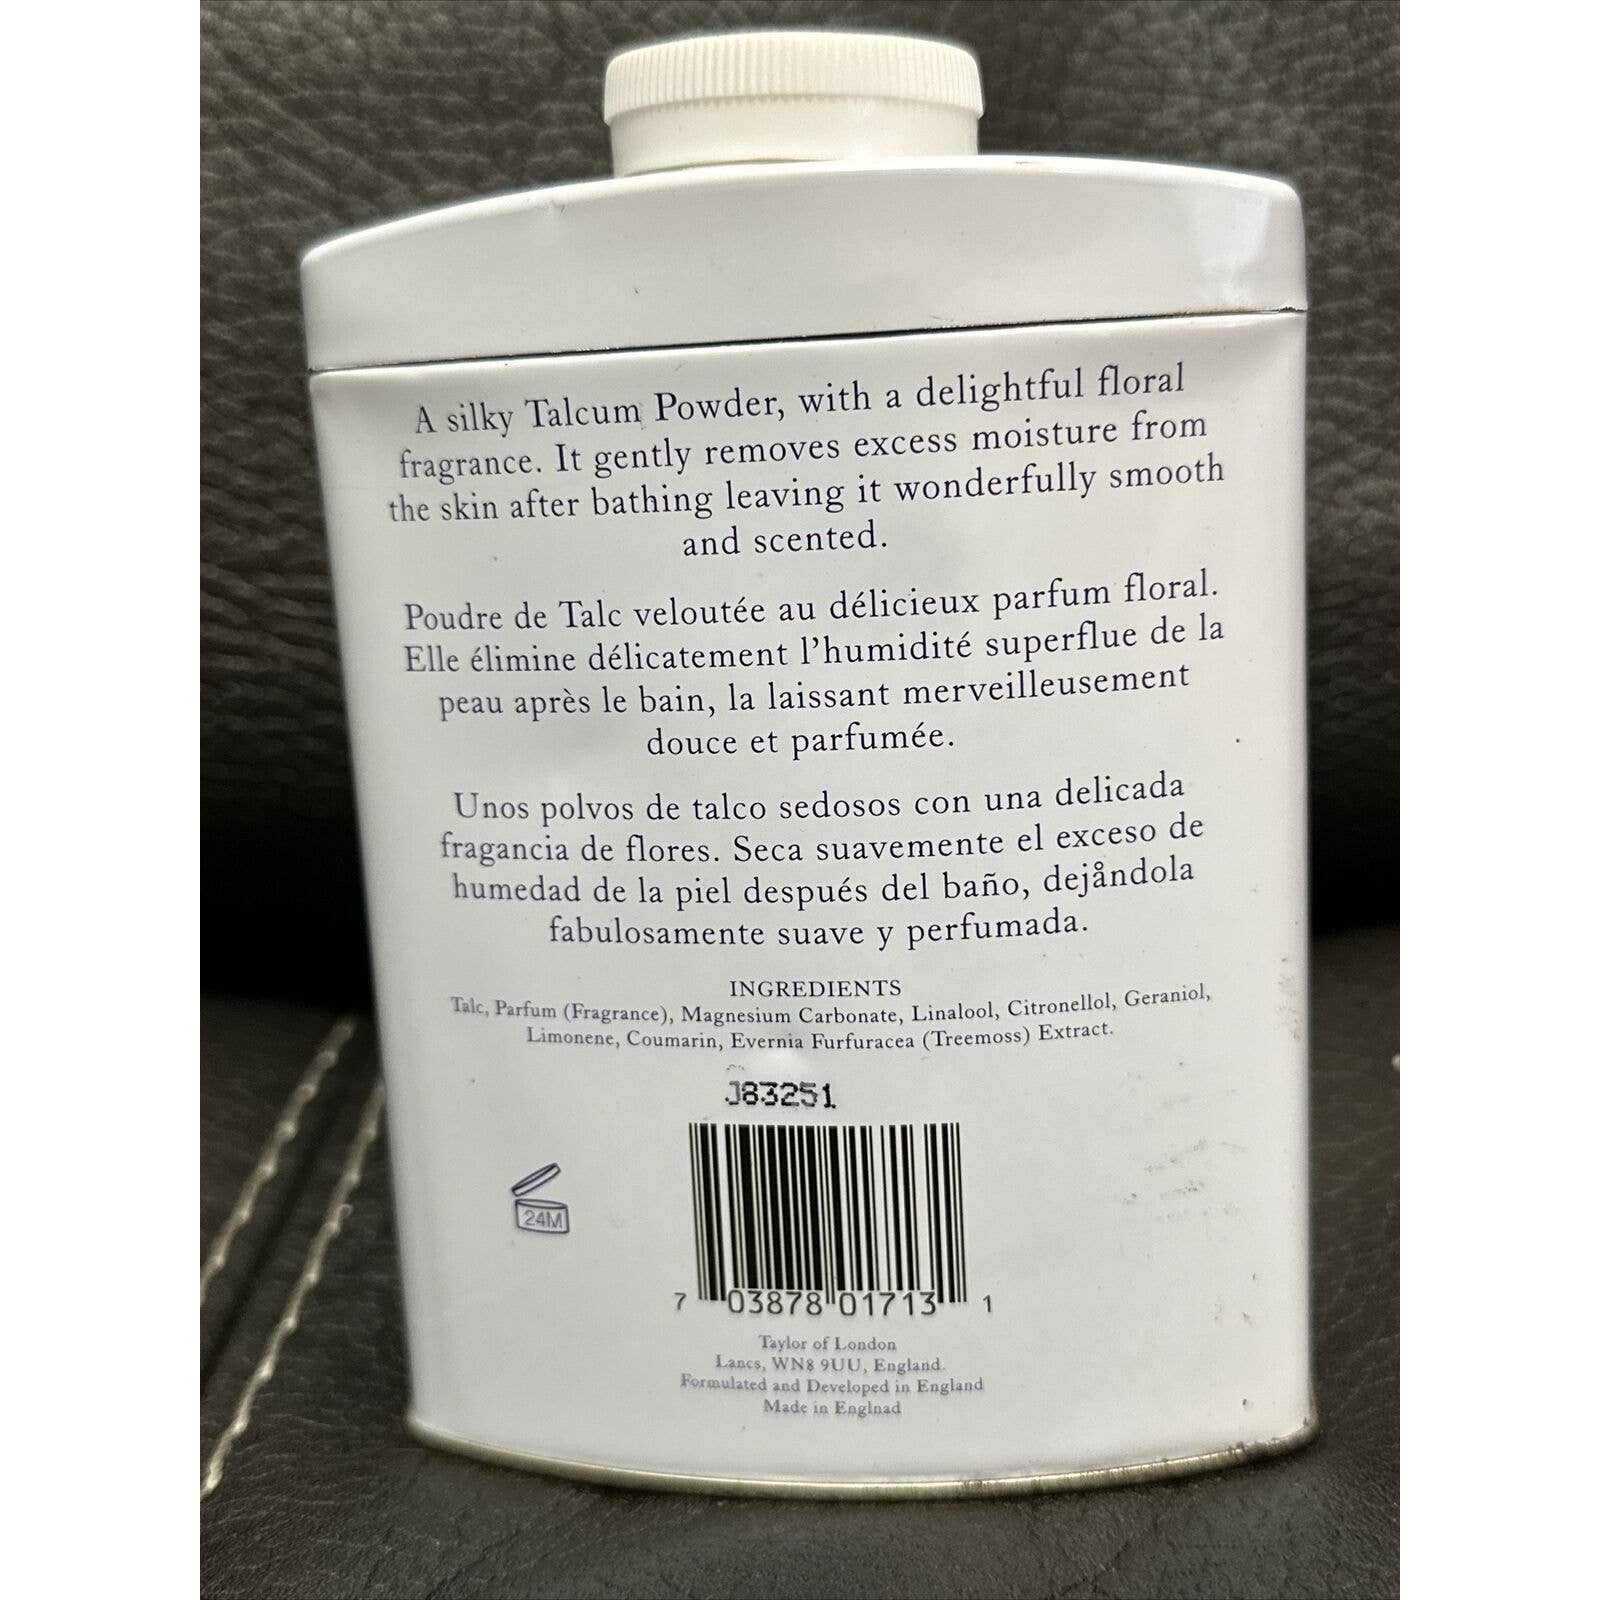 A silky Talcum Powder, with a delightful floral
fragrance. It gently removes excess moisture from
the skin after bathing leaving it wonderfully smooth
and scented.
Poudre de Talc veloutée au délicieux parfum floral.
Elle élimine délicatement l'humidité superflue de la
peau après le bain, la laissant merveilleusement
douce et parfumée.
Unos polvos de talco sedosos con una delicada
fragancia de flores. Seca suavemente el exceso de
humedad de la piel después del baño, dejåndola
fabulosamente suave y perfumada.
INGREDIENTS
Talc, Parfum (Fragrance), Magnesium Carbonate, Linalool, Citronellol, Geraniol,
Limonene, Coumarin, Evernia Furfuracea (Treemoss) Extract.
J83251
24M
7 03878 01713 1
Taylor of London
Lancs, WN8 9UU, England.
Formulated and Developed in England
Made in Englnad